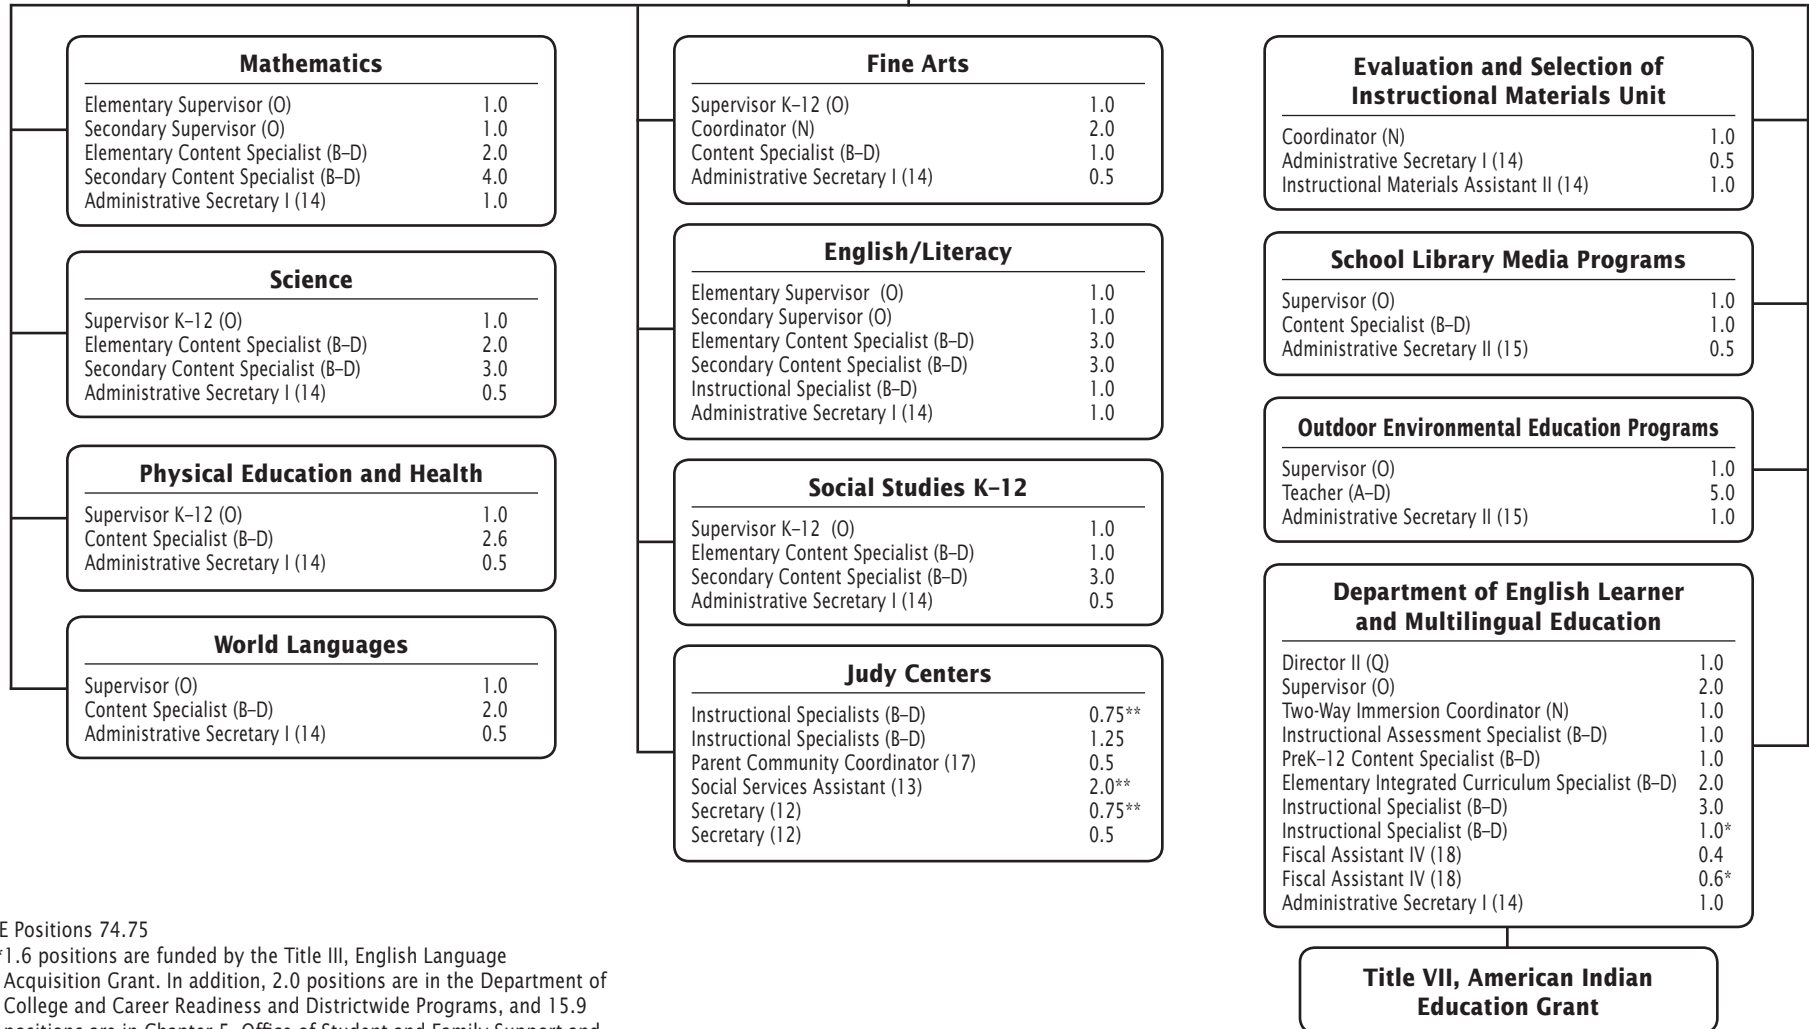 Mathematics
Elementary Supervisor (O) 1.0
Secondary Supervisor (O) 1.0
Elementary Content Specialist (B–D) 2.0
Secondary Content Specialist (B–D) 4.0
Administrative Secretary I (14) 1.0
Science
Supervisor K–12 (O) 1.0
Elementary Content Specialist (B–D) 2.0
Secondary Content Specialist (B–D) 3.0
Administrative Secretary I (14) 0.5
Physical Education and Health
Supervisor K–12 (O) 1.0
Content Specialist (B–D) 2.6
Administrative Secretary I (14) 0.5
World Languages
Supervisor (O) 1.0
Content Specialist (B–D) 2.0
Administrative Secretary I (14) 0.5
Fine Arts
Supervisor K–12 (O) 1.0
Coordinator (N) 2.0
Content Specialist (B–D) 1.0
Administrative Secretary I (14) 0.5
English/Literacy
Elementary Supervisor (O) 1.0
Secondary Supervisor (O) 1.0
Elementary Content Specialist (B–D) 3.0
Secondary Content Specialist (B–D) 3.0
Instructional Specialist (B–D) 1.0
Administrative Secretary I (14) 1.0
Social Studies K–12
Supervisor K–12 (O) 1.0
Elementary Content Specialist (B–D) 1.0
Secondary Content Specialist (B–D) 3.0
Administrative Secretary I (14) 0.5
Judy Centers
Instructional Specialists (B–D) 0.75**
Instructional Specialists (B–D) 1.25
Parent Community Coordinator (17) 0.5
Social Services Assistant (13) 2.0**
Secretary (12) 0.75**
Secretary (12) 0.5
Evaluation and Selection of
Instructional Materials Unit
Coordinator (N) 1.0
Administrative Secretary I (14) 0.5
Instructional Materials Assistant II (14) 1.0
School Library Media Programs
Supervisor (O) 1.0
Content Specialist (B–D) 1.0
Administrative Secretary II (15) 0.5
Outdoor Environmental Education Programs
Supervisor (O) 1.0
Teacher (A–D) 5.0
Administrative Secretary II (15) 1.0
Department of English Learner
and Multilingual Education
Director II (Q) 1.0
Supervisor (O) 2.0
Two-Way Immersion Coordinator (N) 1.0
Instructional Assessment Specialist (B–D) 1.0
PreK–12 Content Specialist (B–D) 1.0
Elementary Integrated Curriculum Specialist (B–D) 2.0
Instructional Specialist (B–D) 3.0
Instructional Specialist (B–D) 1.0*
Fiscal Assistant IV (18) 0.4
Fiscal Assistant IV (18) 0.6*
Administrative Secretary I (14) 1.0
Title VII, American Indian
Education Grant
E Positions 74.75
*1.6 positions are funded by the Title III, English Language
Acquisition Grant. In addition, 2.0 positions are in the Department of
College and Career Readiness and Districtwide Programs, and 15.9
positions are in Chapter 5, Office of Student and Family Support and